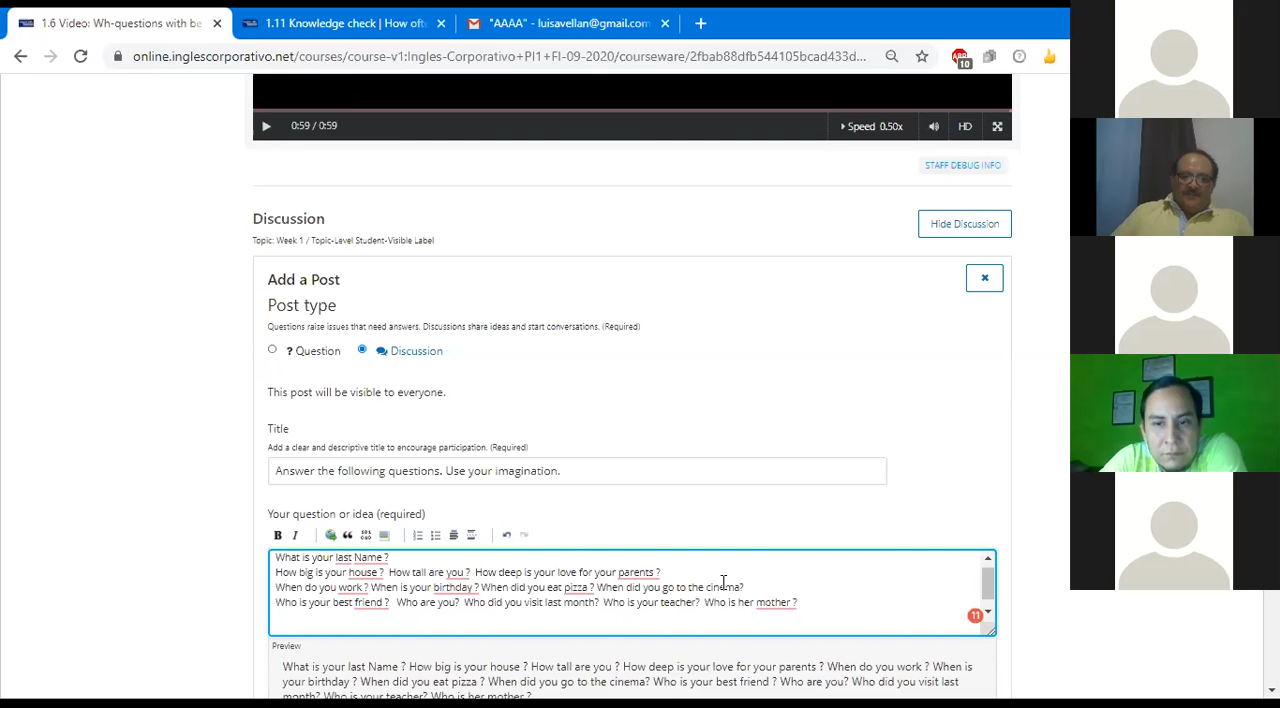 1.6 Video: Wh-questions with be
1.11 Knowledge check | How oft
"AAAA" - luisavellan@gmail.com
online.inglescorporativo.net/courses/course-v1:Ingles-Corporativo+PI1+FI-09-2020/courseware/2fbab88dfb544105bcad433d...
10
0:59 / 0:59
Speed 0.50x
HD
STAFF DEBUG INFO
Discussion
Hide Discussion
Topic: Week 1 / Topic-Level Student-Visible Label
Add a Post
Post type
Questions raise issues that need answers. Discussions share ideas and start conversations. (Required)
? Question
Discussion
This post will be visible to everyone.
Title
Add a clear and descriptive title to encourage participation. (Required)
Answer the following questions. Use your imagination.
Your question or idea (required)
B I
What is your last Name ?
How big is your house ? How tall are you ? How deep is your love for your parents ?
When do you work ? When is your birthday ? When did you eat pizza ? When did you go to the cinema?
Who is your best friend ? Who are you? Who did you visit last month? Who is your teacher? Who is her mother ?
11
Preview
What is your last Name ? How big is your house ? How tall are you ? How deep is your love for your parents ? When do you work ? When is
your birthday ? When did you eat pizza ? When did you go to the cinema? Who is your best friend ? Who are you? Who did you visit last
month? Who is your teacher? Who is her mother ?